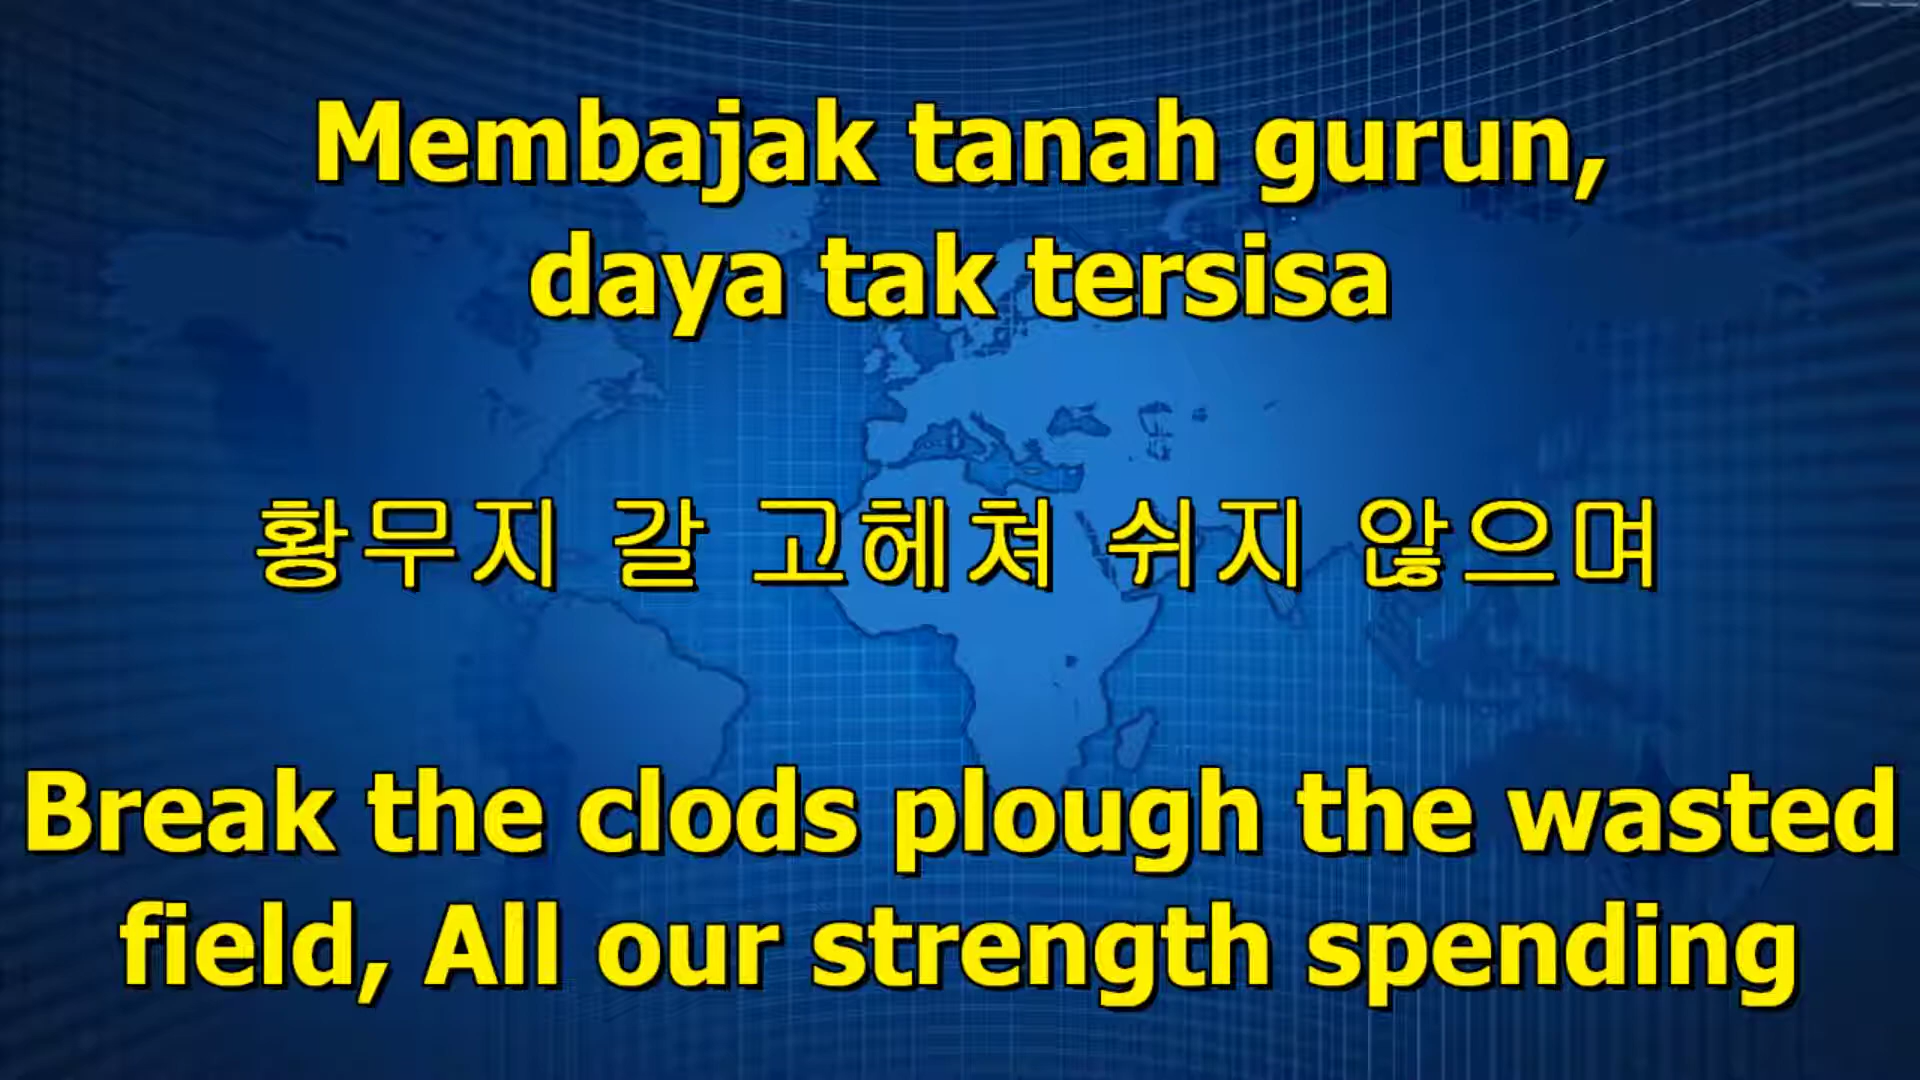 Membajak tanah gurun,
daya tak tersisa
황무지 갈 고헤쳐 쉬지 않으며
Break the clods plough the wasted
field, All our strength spending